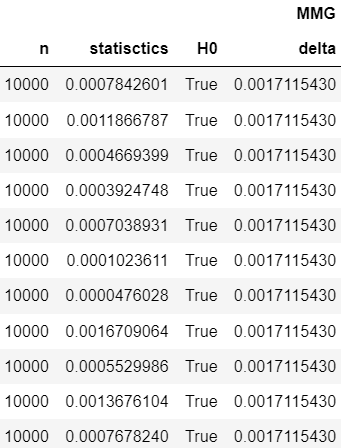 MMG
n statisctics H0 delta
10000 0.0007842601 True 0.0017115430
10000 0.0011866787 True 0.0017115430
10000 0.0004669399 True 0.0017115430
10000 0.0003924748 True 0.0017115430
10000 0.0007038931 True 0.0017115430
10000 0.0001023611 True 0.0017115430
10000 0.0000476028 True 0.0017115430
10000 0.0016709064 True 0.0017115430
10000 0.0005529986 True 0.0017115430
10000 0.0013676104 True 0.0017115430
10000 0.0007678240 True 0.0017115430